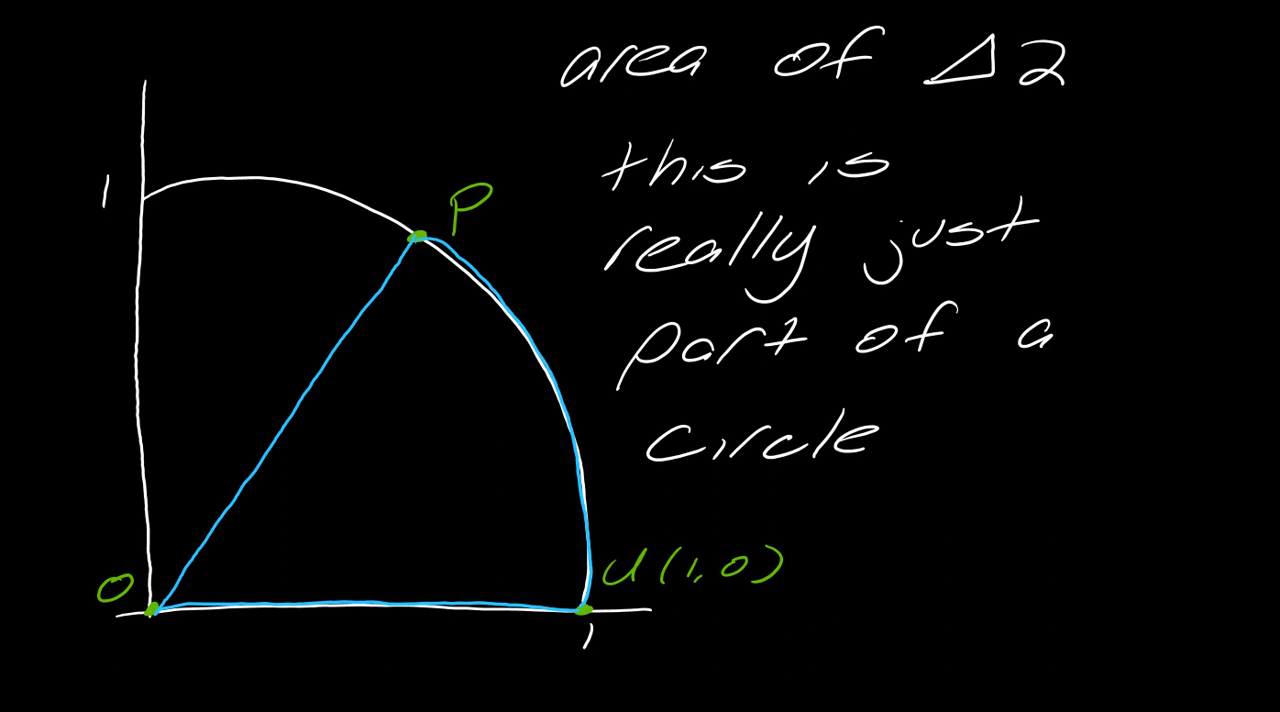 area of △2
this is
really just
part of a
circle
1
P
O
U(1,0)
1